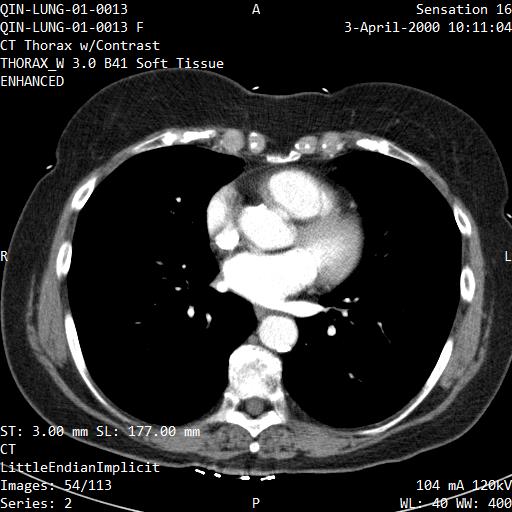 QIN-LUNG-01-0013
A
Sensation 16
QIN-LUNG-01-0013 F
3-April-2000 10:11:04
CT Thorax w/Contrast
THORAX_W 3.0 B41 Soft Tissue
ENHANCED
R
L
ST: 3.00 mm SL: 177.00 mm
CT
LittleEndianImplicit
Images: 54/113
104 mA 120kV
Series: 2
P
WL: 40 WW: 400